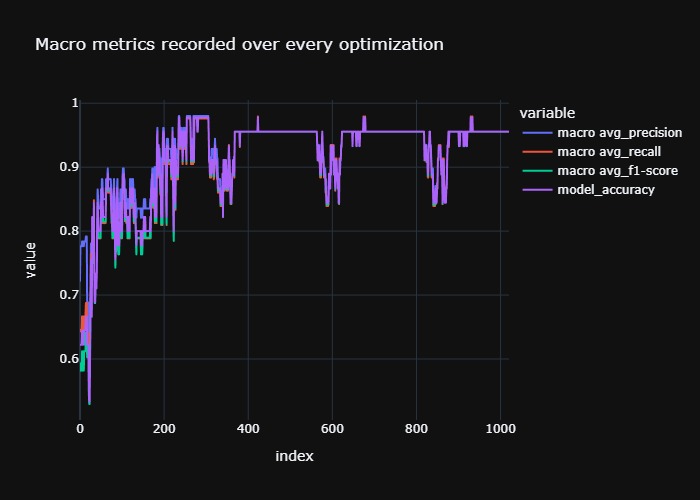 Macro metrics recorded over every optimization
variable
macro avg_precision
macro avg_recall
macro avg_f1-score
model_accuracy
1
0.9
0.8
0.7
0.6
value
0 200 400 600 800 1000
index